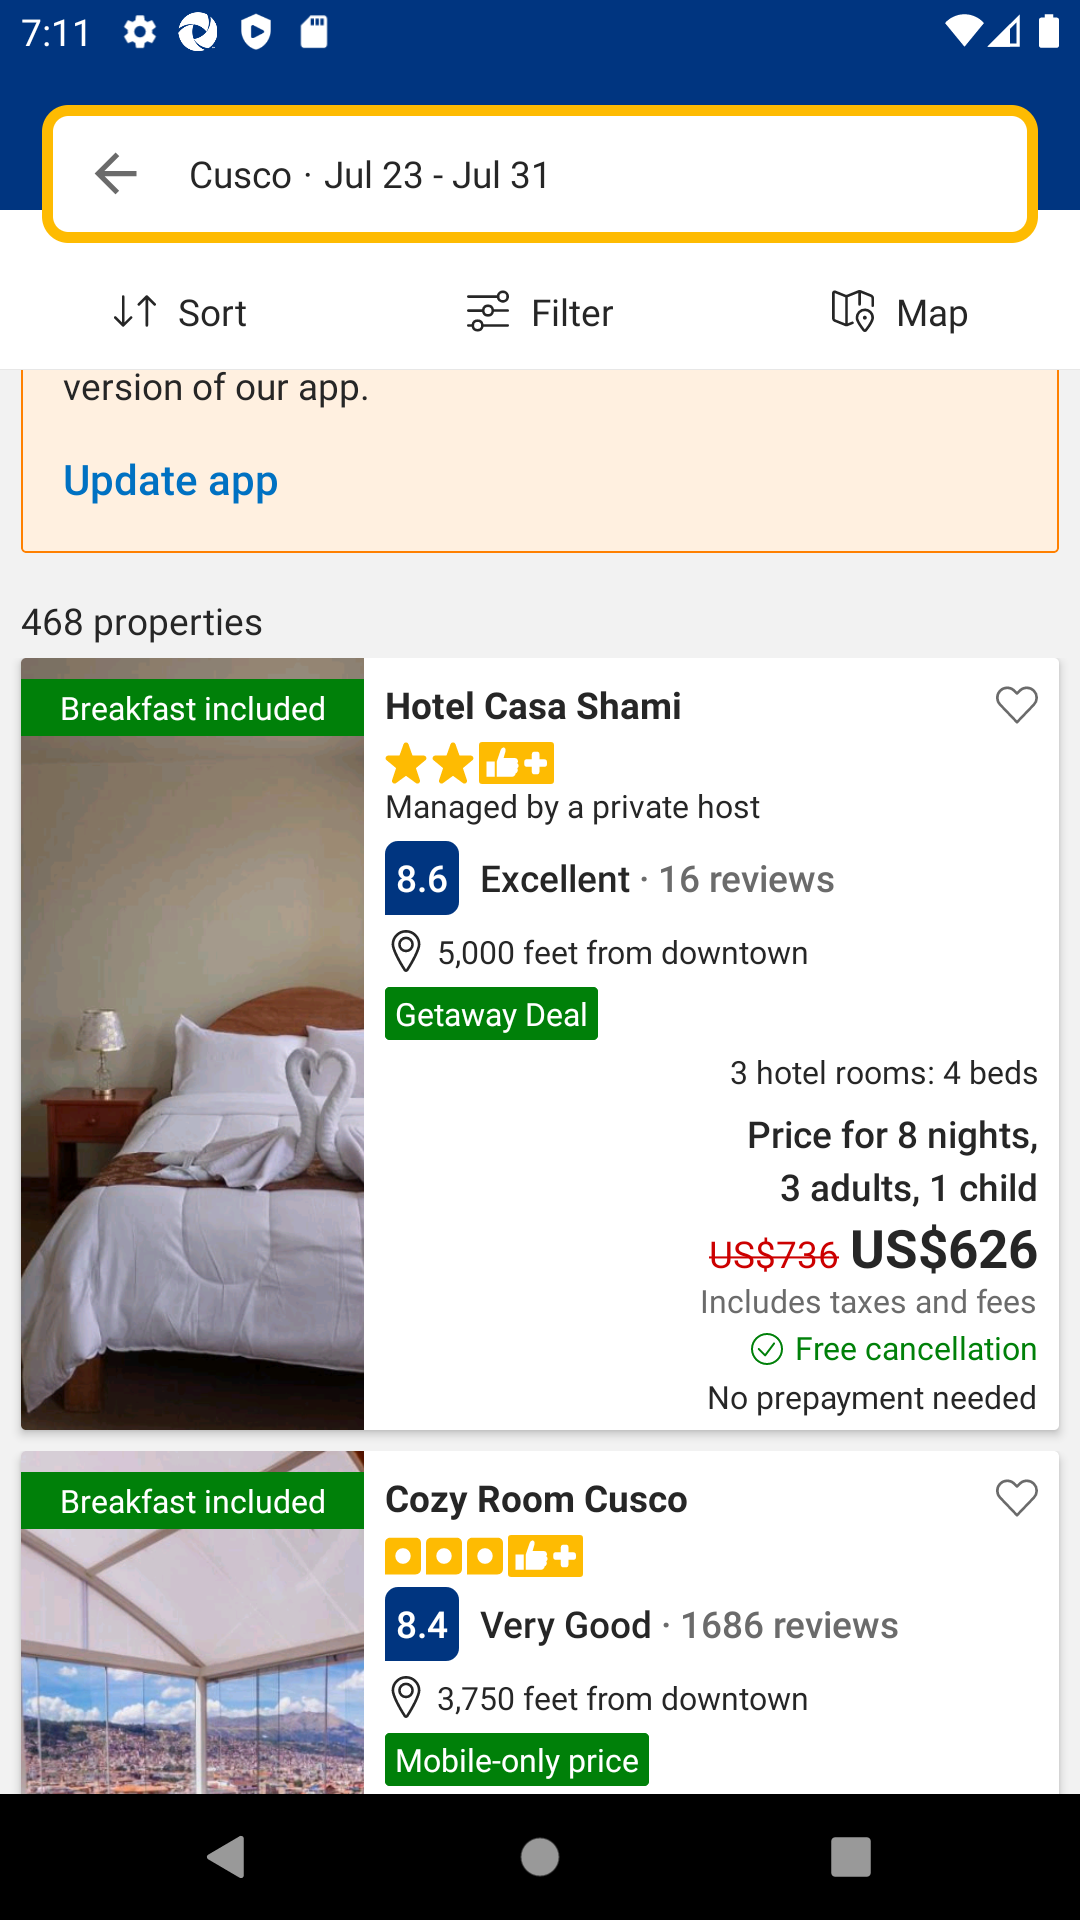 7:11
Cusco · Jul 23 - Jul 31
Sort
Filter
Map
version of our app.
Update app
468 properties
Breakfast included
Hotel Casa Shami
Managed by a private host
8.6 Excellent · 16 reviews
5,000 feet from downtown
Getaway Deal
3 hotel rooms: 4 beds
Price for 8 nights,
3 adults, 1 child
US$736 US$626
Includes taxes and fees
Free cancellation
No prepayment needed
Breakfast included
Cozy Room Cusco
8.4 Very Good · 1686 reviews
3,750 feet from downtown
Mobile-only price